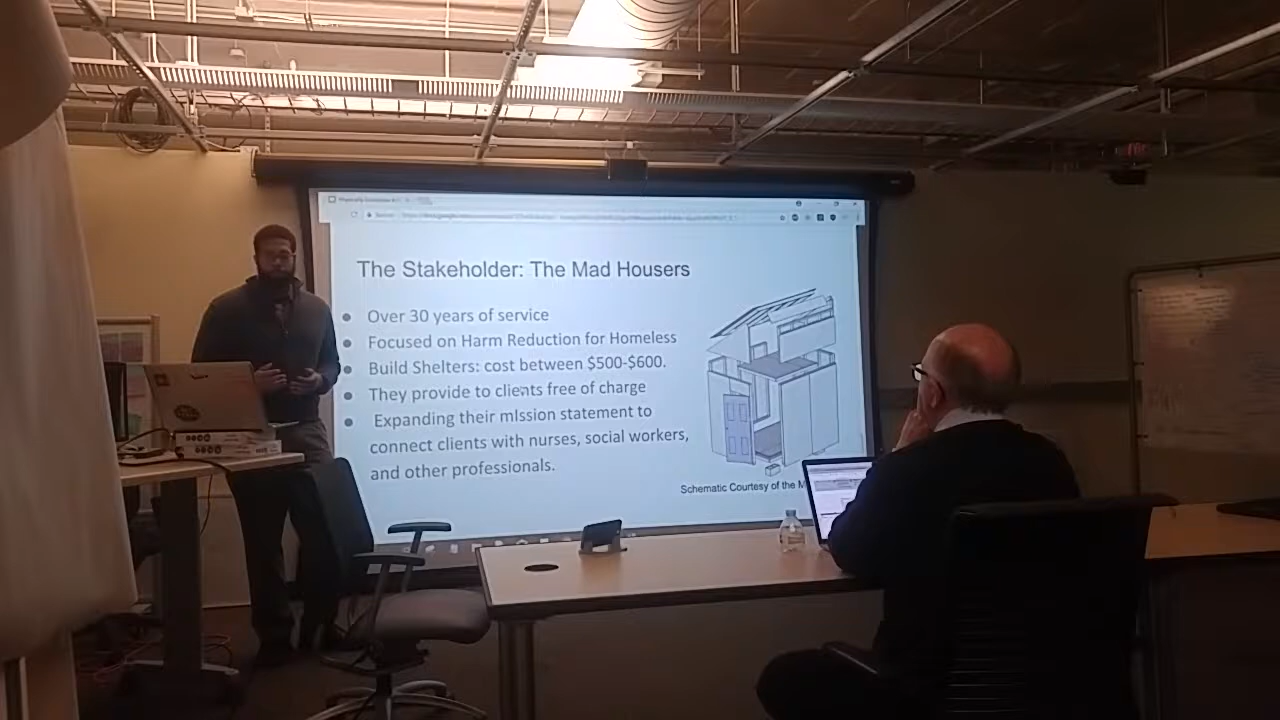 The Stakeholder: The Mad Housers
Over 30 years of service
Focused on Harm Reduction for Homeless
Build Shelters: cost between $500-$600.
They provide to clients free of charge
Expanding their mIssion statement to
connect clients with nurses, social workers,
and other professionals.
Schematic Courtesy of the M